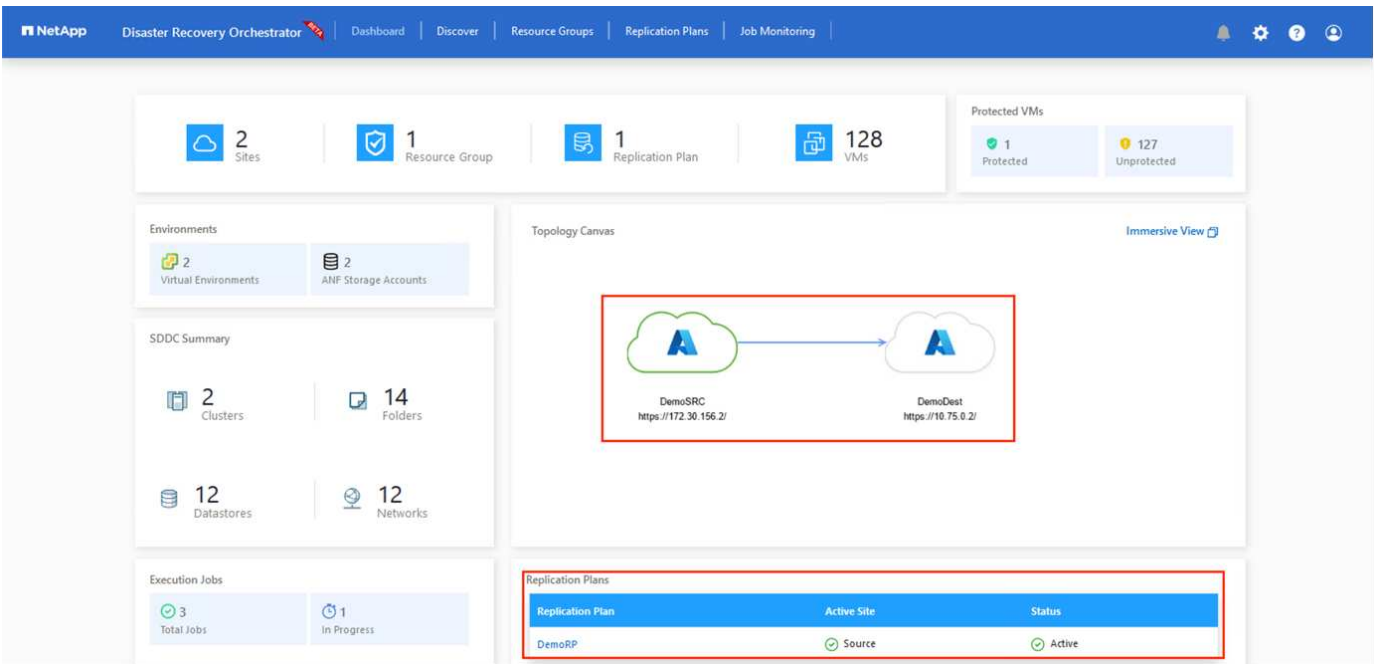 NetApp
Disaster Recovery Orchestrator BETA
Dashboard
Discover
Resource Groups
Replication Plans
Job Monitoring
2
Sites
1
Resource Group
1
Replication Plan
128
VMs
Protected VMs
1
Protected
127
Unprotected
Environments
2
Virtual Environments
2
ANF Storage Accounts
Topology Canvas
Immersive View
DemoSRC
https://172.30.156.2/
DemoDest
https://10.75.0.2/
SDDC Summary
2
Clusters
14
Folders
12
Datastores
12
Networks
Execution Jobs
3
Total Jobs
1
In Progress
Replication Plans
Replication Plan Active Site Status
DemoRP Source Active